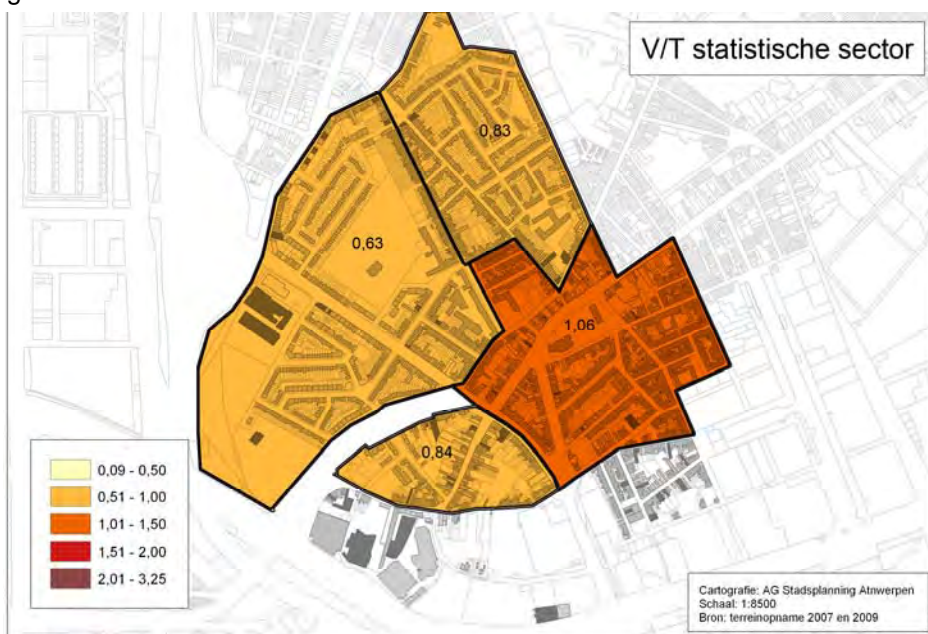 g
V/T statistische sector
0,83
0,63
1,06
0,84
0,09 - 0,50
0,51 - 1,00
1,01 - 1,50
1,51 - 2,00
2,01 - 3,25
Cartografie: AG Stadsplanning Atnwerpen
Schaal: 1:8500
Bron: terreinopname 2007 en 2009